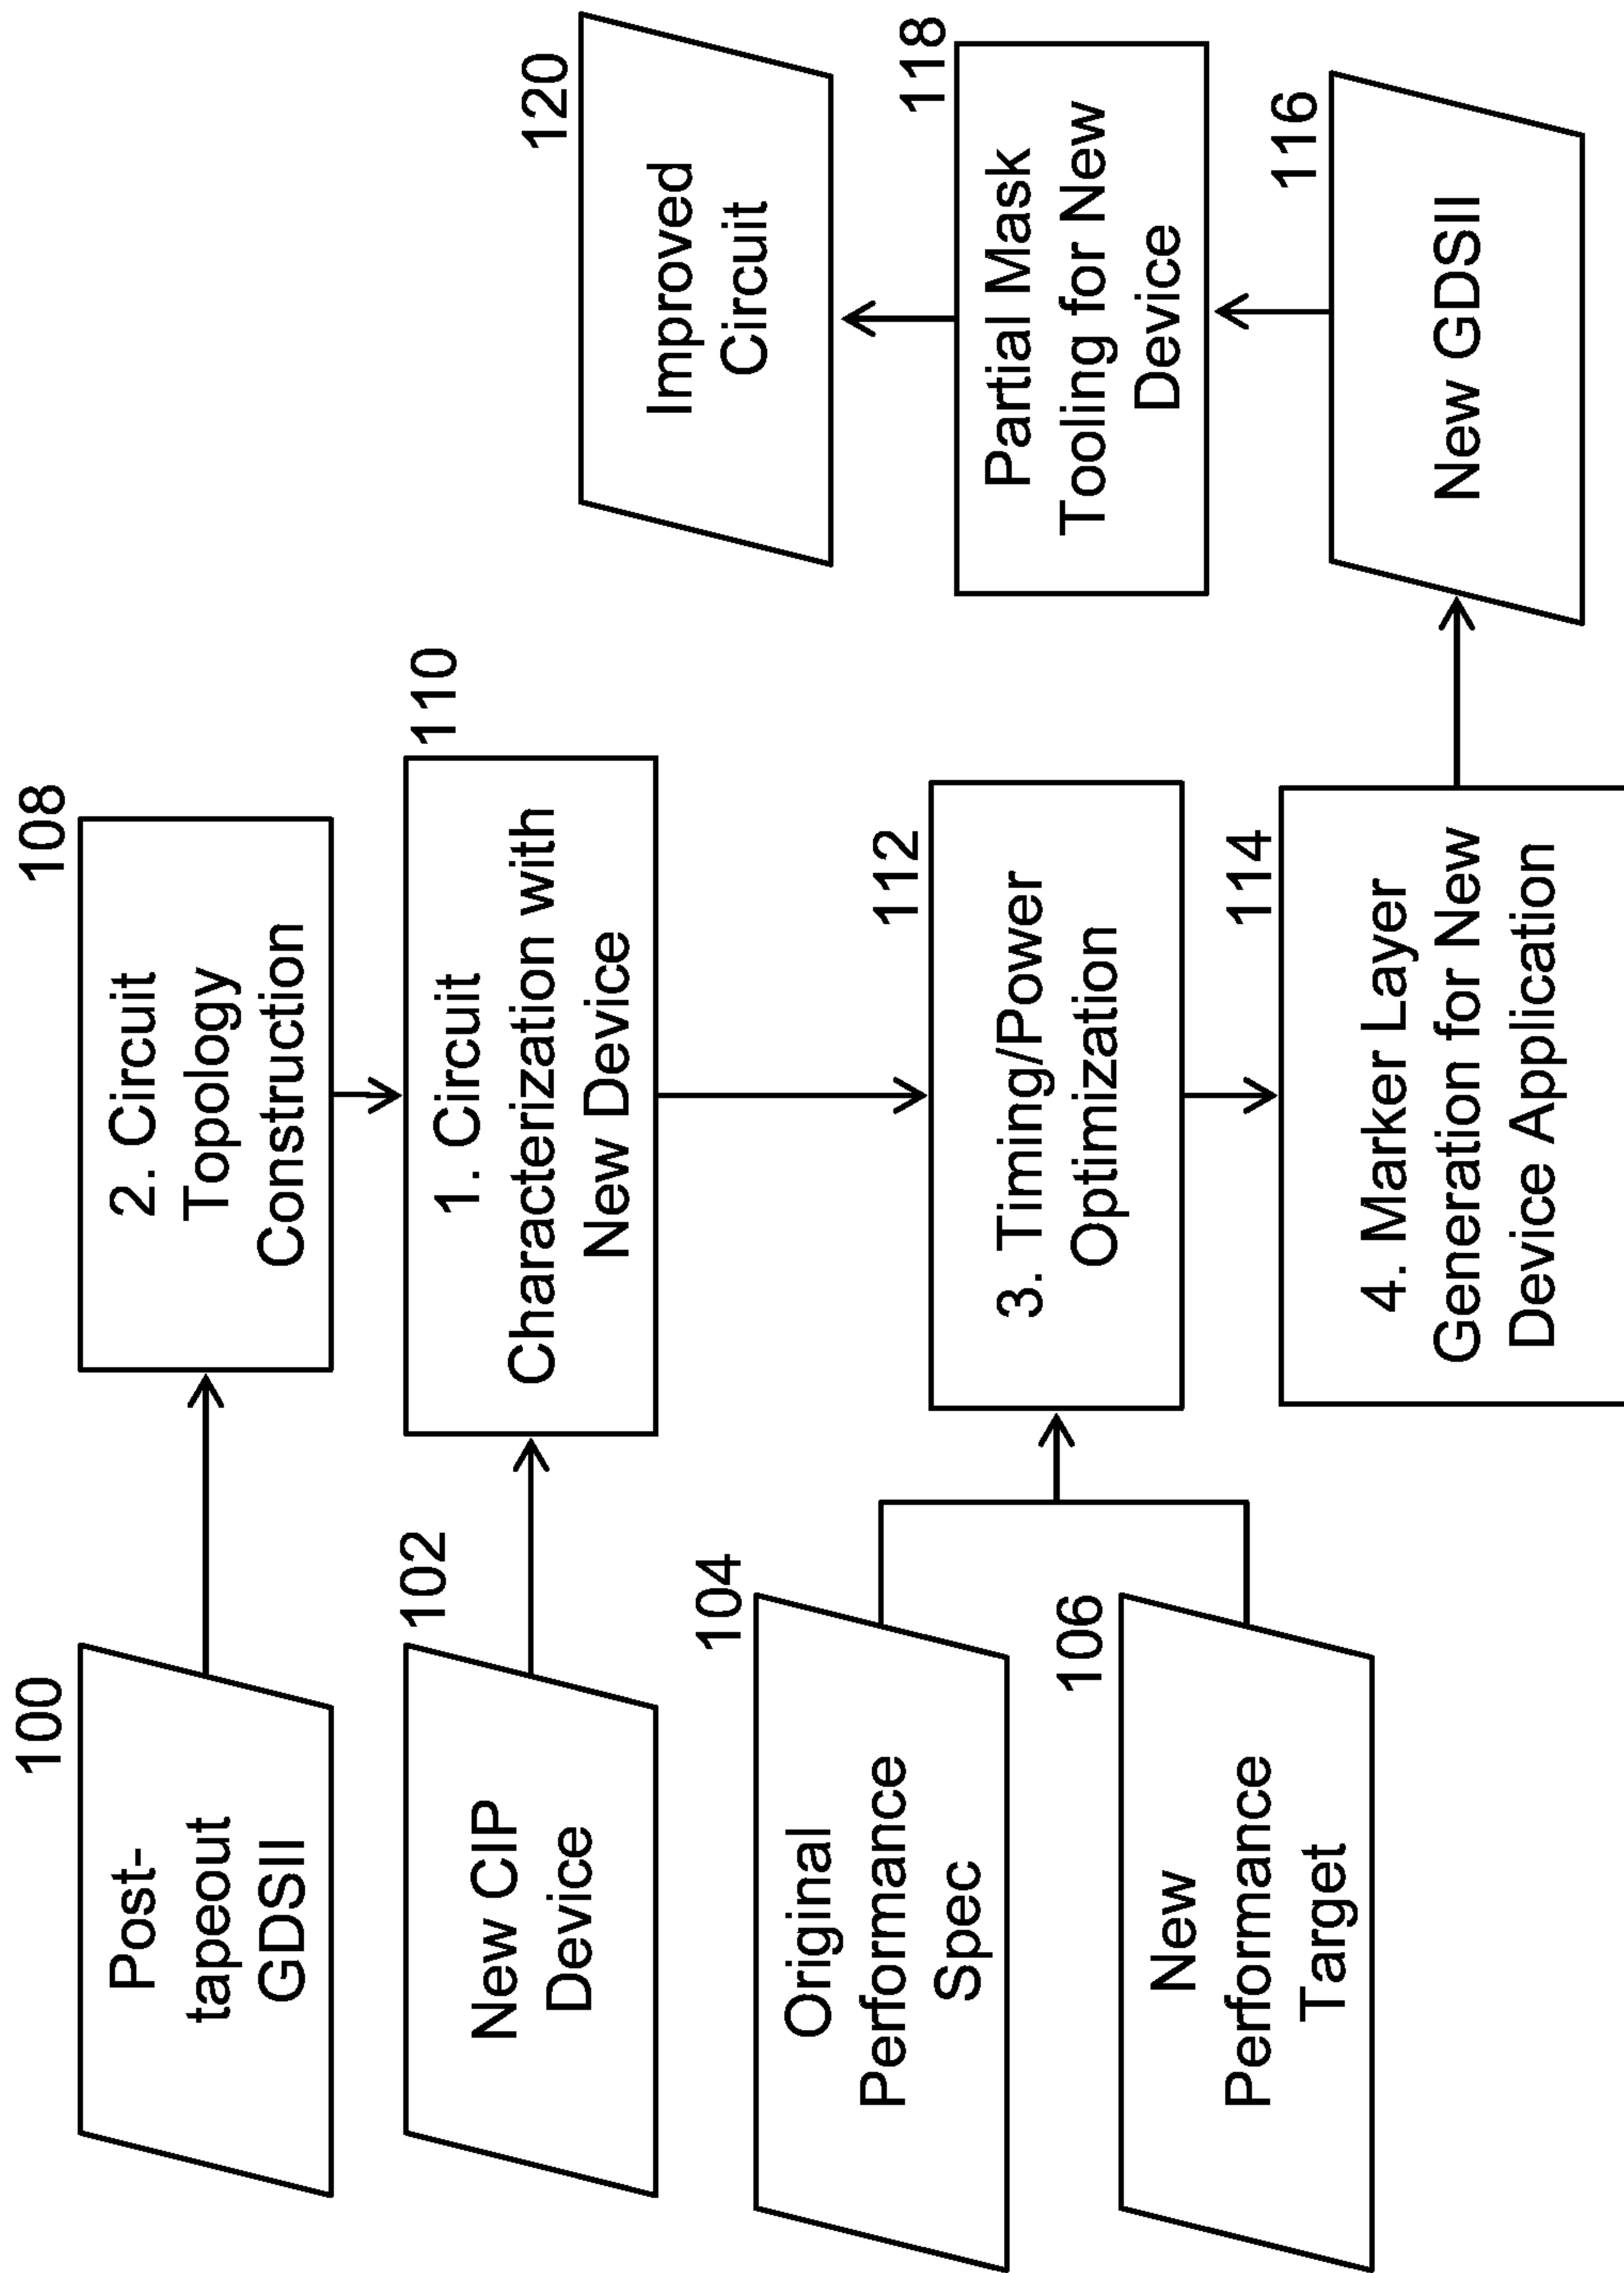 100
Post-
tapeout
GDSII
102
New CIP
Device
104
Original
Performance
Spec
106
New
Performance
Target
108
2. Circuit
Topology
Construction
110
1. Circuit
Characterization with
New Device
112
3. Timing/Power
Optimization
114
4. Marker Layer
Generation for New
Device Application
116
New GDSII
118
Partial Mask
Tooling for New
Device
120
Improved
Circuit